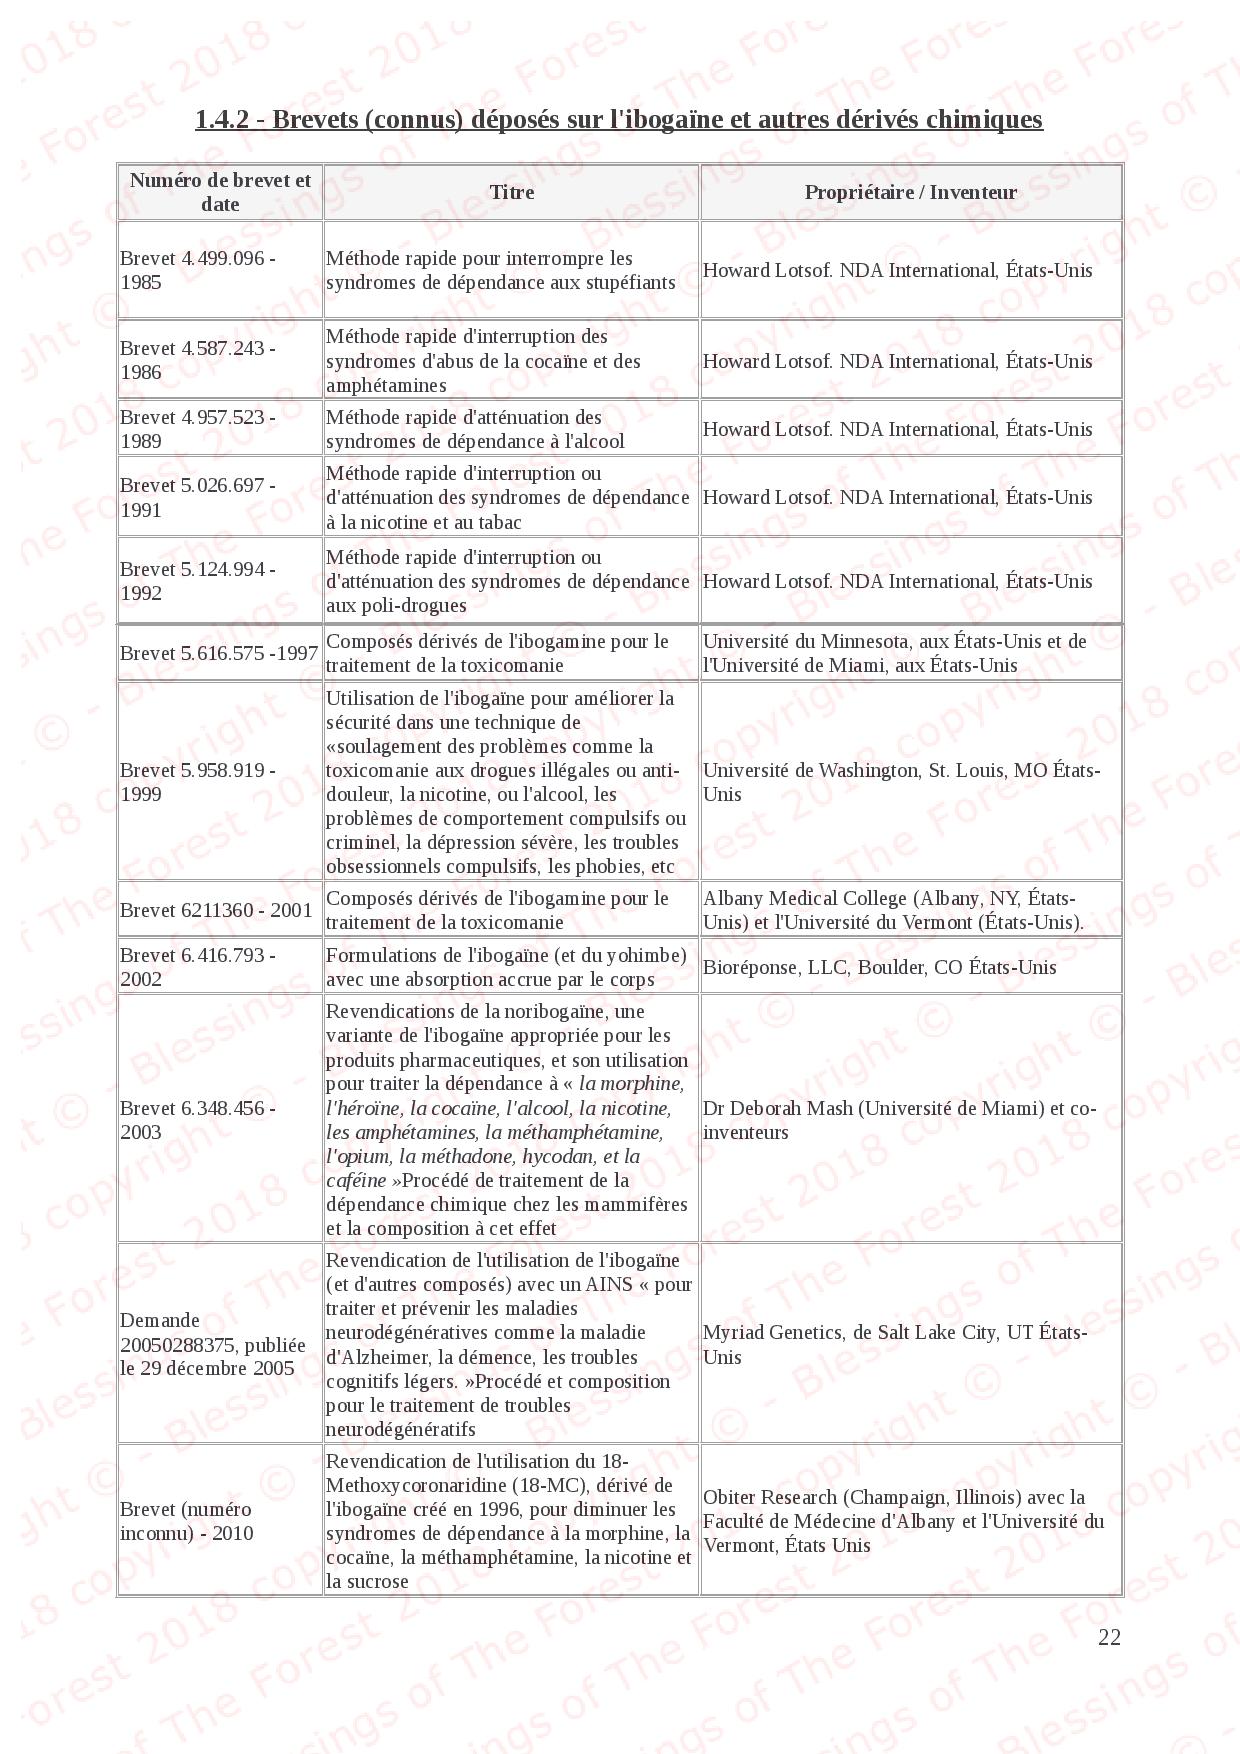 1.4.2 - Brevets (connus) déposés sur l'ibogaïne et autres dérivés chimiques
Numéro de brevet et
date
Titre
Propriétaire / Inventeur
Brevet 4.499.096 -
1985
Méthode rapide pour interrompre les
syndromes de dépendance aux stupéfiants
Howard Lotsof. NDA International, États-Unis
Brevet 4.587.243 -
1986
Méthode rapide d'interruption des
syndromes d'abus de la cocaïne et des
amphétamines
Howard Lotsof. NDA International, États-Unis
Brevet 4.957.523 -
1989
Méthode rapide d'atténuation des
syndromes de dépendance à l'alcool
Howard Lotsof. NDA International, États-Unis
Brevet 5.026.697 -
1991
Méthode rapide d'interruption ou
d'atténuation des syndromes de dépendance
à la nicotine et au tabac
Howard Lotsof. NDA International, États-Unis
Brevet 5.124.994 -
1992
Méthode rapide d'interruption ou
d'atténuation des syndromes de dépendance
aux poli-drogues
Howard Lotsof. NDA International, États-Unis
Brevet 5.616.575 -1997
Composés dérivés de l'ibogamine pour le
traitement de la toxicomanie
Université du Minnesota, aux États-Unis et de
l'Université de Miami, aux États-Unis
Brevet 5.958.919 -
1999
Utilisation de l'ibogaïne pour améliorer la
sécurité dans une technique de
«soulagement des problèmes comme la
toxicomanie aux drogues illégales ou anti-
douleur, la nicotine, ou l'alcool, les
problèmes de comportement compulsifs ou
criminel, la dépression sévère, les troubles
obsessionnels compulsifs, les phobies, etc
Université de Washington, St. Louis, MO États-
Unis
Brevet 6211360 - 2001
Composés dérivés de l'ibogamine pour le
traitement de la toxicomanie
Albany Medical College (Albany, NY, États-
Unis) et l'Université du Vermont (États-Unis).
Brevet 6.416.793 -
2002
Formulations de l'ibogaïne (et du yohimbe)
avec une absorption accrue par le corps
Bioréponse, LLC, Boulder, CO États-Unis
Brevet 6.348.456 -
2003
Revendications de la noribogaïne, une
variante de l'ibogaïne appropriée pour les
produits pharmaceutiques, et son utilisation
pour traiter la dépendance à « la morphine,
l'héroïne, la cocaïne, l'alcool, la nicotine,
les amphétamines, la méthamphétamine,
l'opium, la méthadone, hycodan, et la
caféine »Procédé de traitement de la
dépendance chimique chez les mammifères
et la composition à cet effet
Dr Deborah Mash (Université de Miami) et co-
inventeurs
Demande
20050288375, publiée
le 29 décembre 2005
Revendication de l'utilisation de l'ibogaïne
(et d'autres composés) avec un AINS « pour
traiter et prévenir les maladies
neurodégénératives comme la maladie
d'Alzheimer, la démence, les troubles
cognitifs légers. »Procédé et composition
pour le traitement de troubles
neurodégénératifs
Myriad Genetics, de Salt Lake City, UT États-
Unis
Brevet (numéro
inconnu) - 2010
Revendication de l'utilisation du 18-
Methoxycoronaridine (18-MC), dérivé de
l'ibogaïne créé en 1996, pour diminuer les
syndromes de dépendance à la morphine, la
cocaïne, la méthamphétamine, la nicotine et
la sucrose
Obiter Research (Champaign, Illinois) avec la
Faculté de Médecine d'Albany et l'Université du
Vermont, États Unis
22
copyright © - Blessings of The Forest 2018